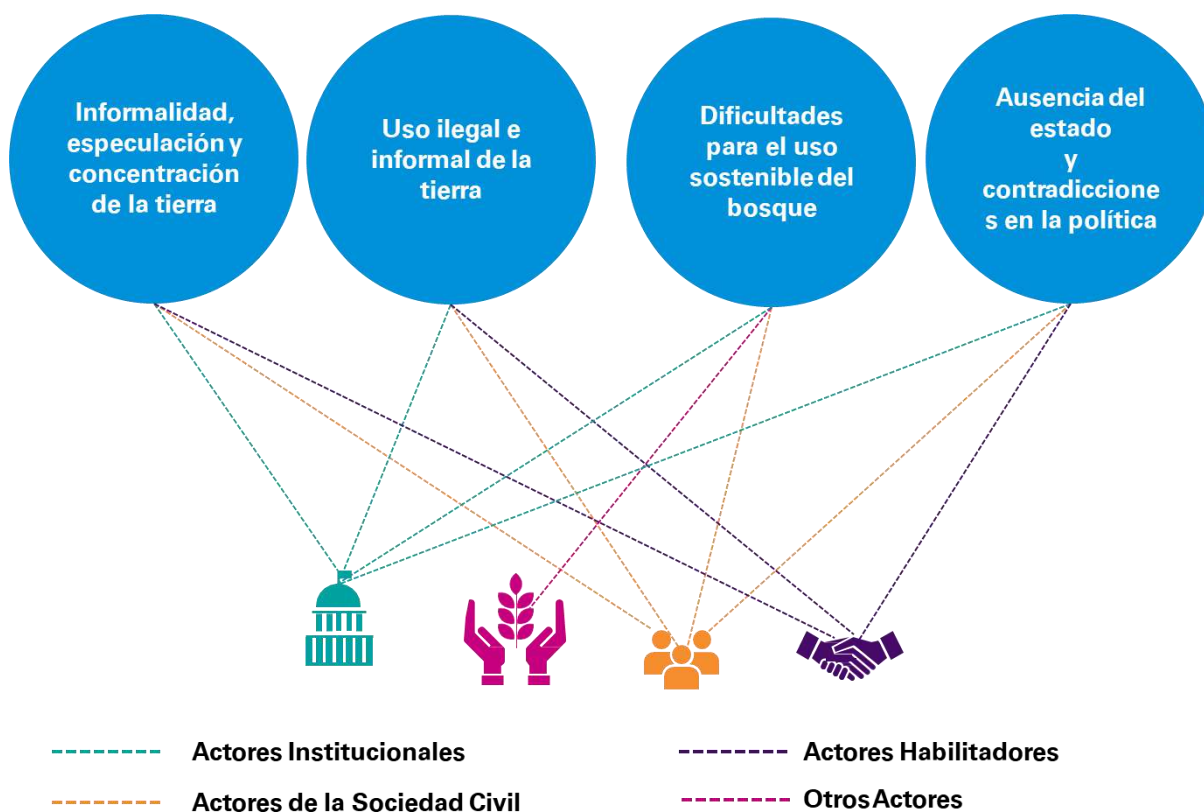 Informalidad,
especulación y
concentración
de la tierra
Uso ilegal e
informal de la
tierra
Dificultades
para el uso
sostenible del
bosque
Ausencia del
estado
y
contradiccione
s en la política
Actores Institucionales
Actores Habilitadores
Actores de la Sociedad Civil
Otros Actores